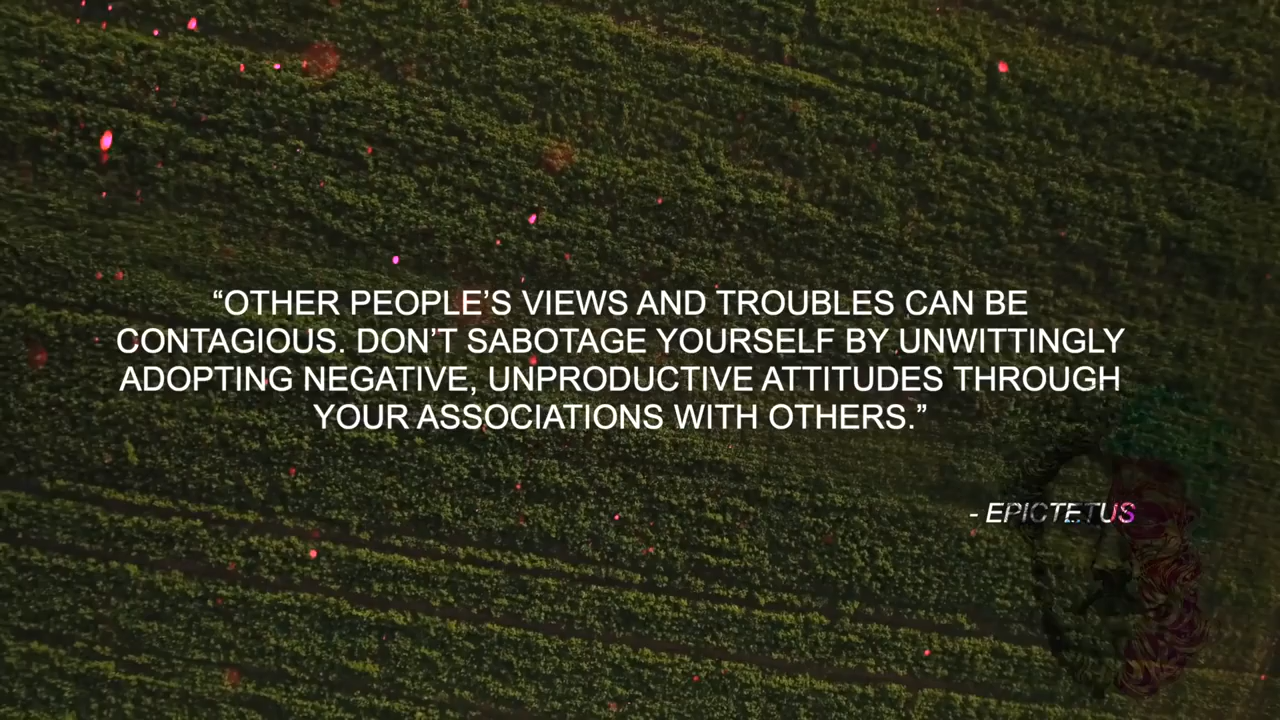 “OTHER PEOPLE’S VIEWS AND TROUBLES CAN BE
CONTAGIOUS. DON’T SABOTAGE YOURSELF BY UNWITTINGLY
ADOPTING NEGATIVE, UNPRODUCTIVE ATTITUDES THROUGH
YOUR ASSOCIATIONS WITH OTHERS.”
- EPICTETUS